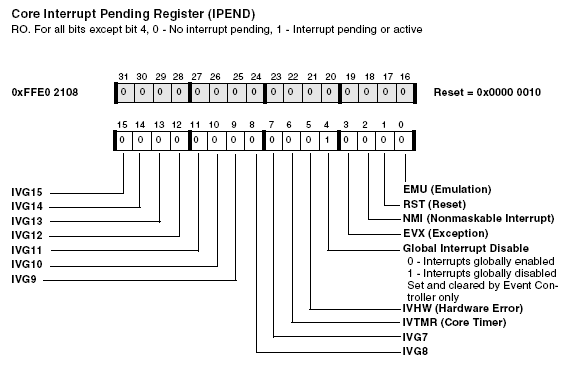 Core Interrupt Pending Register (IPEND)
RO. For all bits except bit 4, 0 - No interrupt pending, 1 - Interrupt pending or active
31 30 29 28 27 26 25 24 23 22 21 20 19 18 17 16
0xFFE0 2108 0 0 0 0 0 0 0 0 0 0 0 0 0 0 0 0 Reset = 0x0000 0010
15 14 13 12 11 10 9 8 7 6 5 4 3 2 1 0
0 0 0 0 0 0 0 0 0 0 0 1 0 0 0 0
IVG15
IVG14
IVG13
IVG12
IVG11
IVG10
IVG9
EMU (Emulation)
RST (Reset)
NMI (Nonmaskable Interrupt)
EVX (Exception)
Global Interrupt Disable
0 - Interrupts globally enabled
1 - Interrupts globally disabled
Set and cleared by Event Con-
troller only
IVHW (Hardware Error)
IVTMR (Core Timer)
IVG7
IVG8